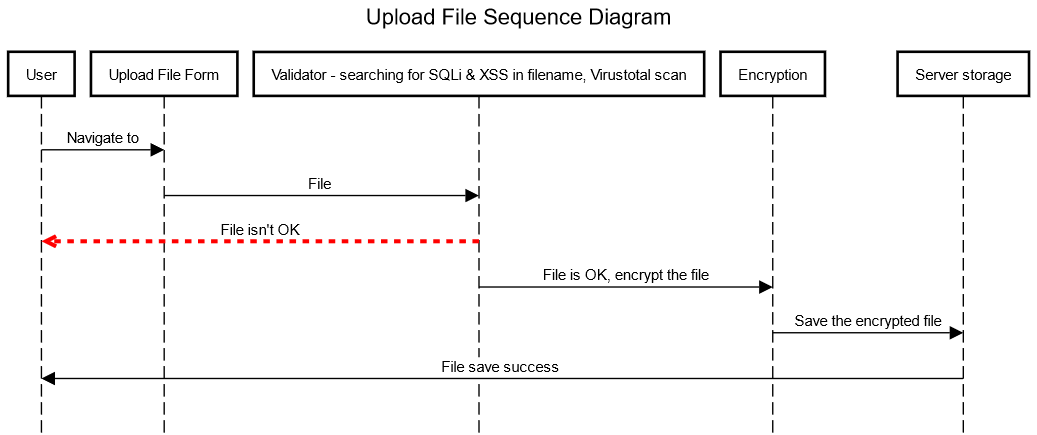 Upload File Sequence Diagram
User
Upload File Form
Validator - searching for SQLi & XSS in filename, Virustotal scan
Encryption
Server storage
Navigate to
File
File isn't OK
File is OK, encrypt the file
Save the encrypted file
File save success